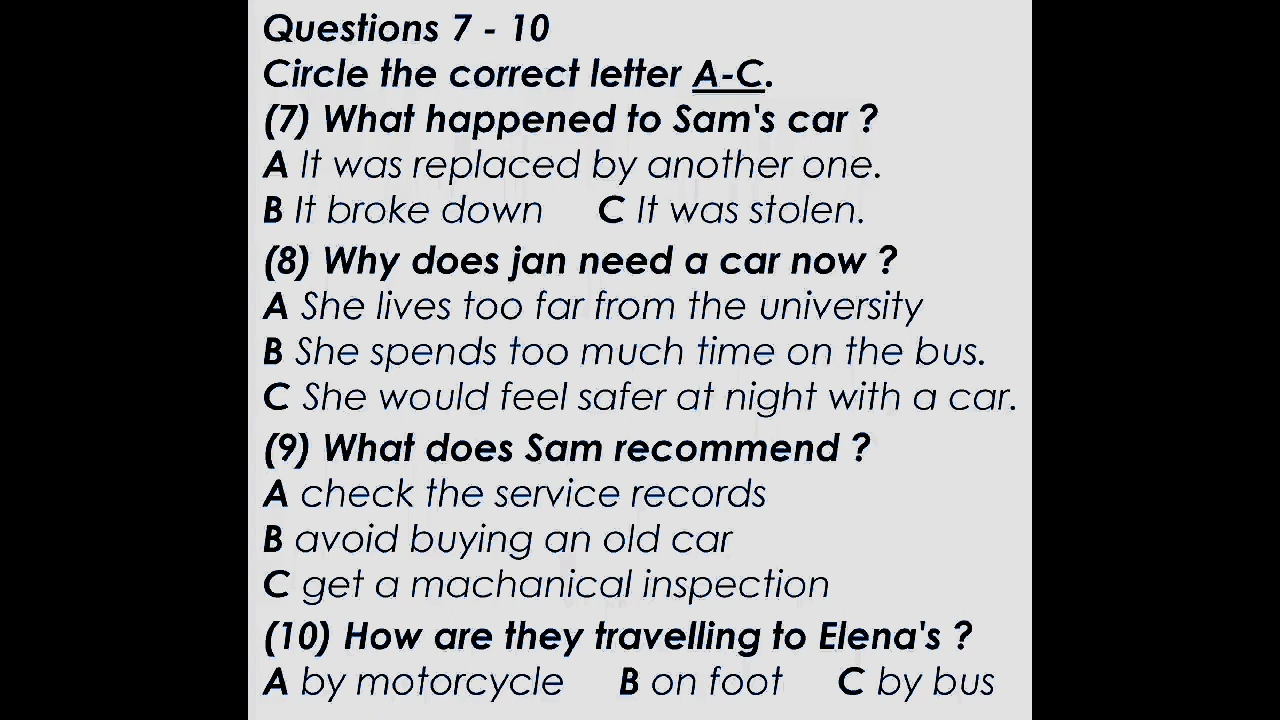 Questions 7 - 10
Circle the correct letter A-C.
(7) What happened to Sam's car ?
A It was replaced by another one.
B It broke down C It was stolen.
(8) Why does jan need a car now ?
A She lives too far from the university
B She spends too much time on the bus.
C She would feel safer at night with a car.
(9) What does Sam recommend ?
A check the service records
B avoid buying an old car
C get a machanical inspection
(10) How are they travelling to Elena's ?
A by motorcycle B on foot C by bus